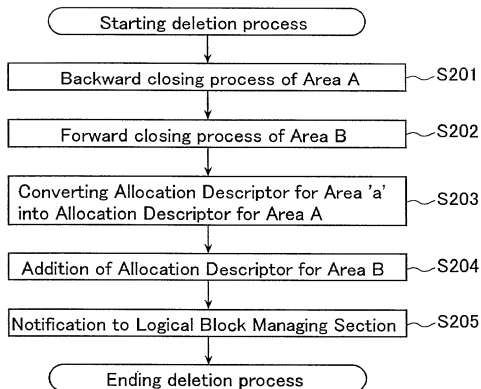 Starting deletion process
Backward closing process of Area A
S201
Forward closing process of Area B
S202
Converting Allocation Descriptor for Area 'a'
into Allocation Descriptor for Area A
S203
Addition of Allocation Descriptor for Area B
S204
Notification to Logical Block Managing Section
S205
Ending deletion process